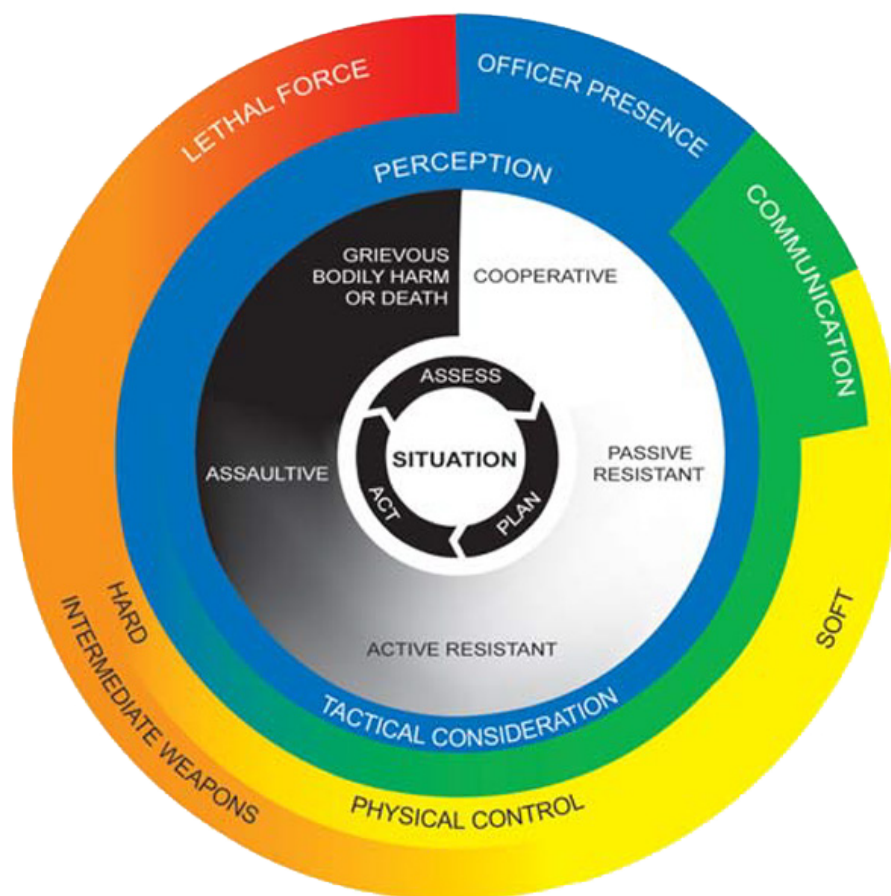 LETHAL FORCE
OFFICER PRESENCE
COMMUNICATION
PERCEPTION
GRIEVOUS
BODILY HARM
OR DEATH
COOPERATIVE
ASSESS
SITUATION
ACT
PLAN
ASSAULTIVE
PASSIVE
RESISTANT
ACTIVE RESISTANT
TACTICAL CONSIDERATION
HARD
INTERMEDIATE WEAPONS
SOFT
PHYSICAL CONTROL